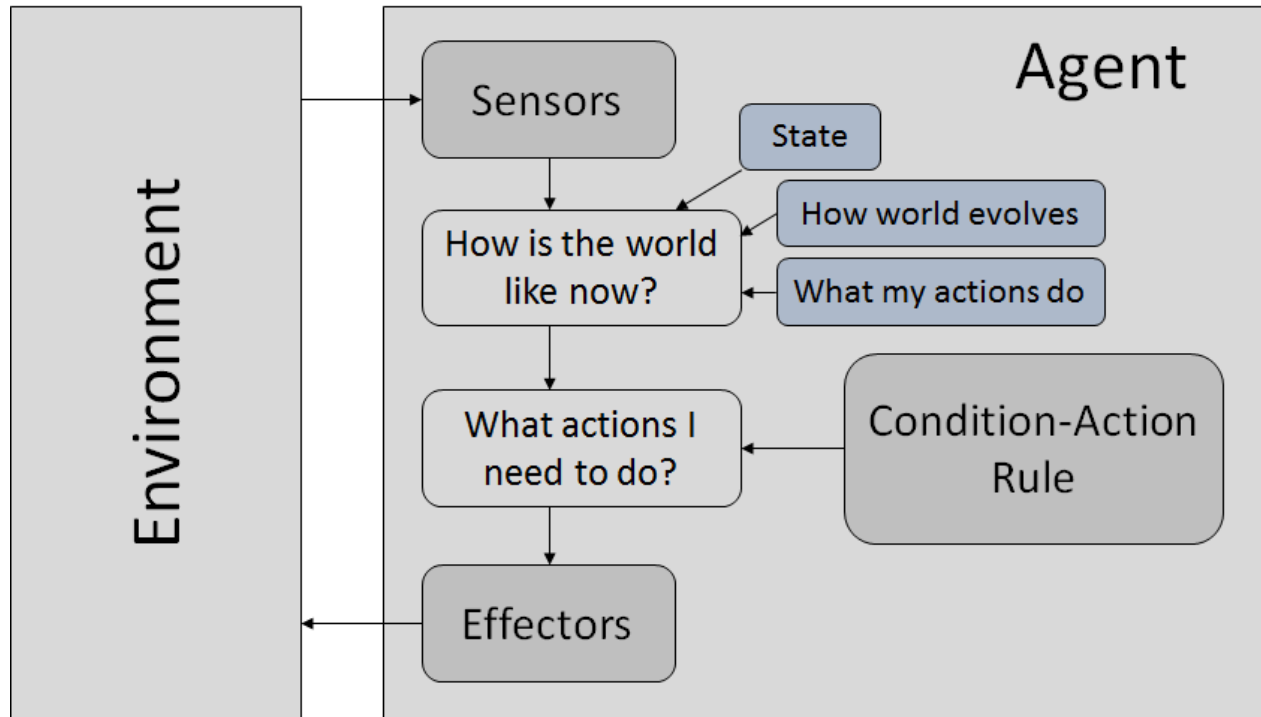 Environment
Agent
Sensors
State
How world evolves
How is the world
like now?
What my actions do
What actions I
need to do?
Condition-Action
Rule
Effectors